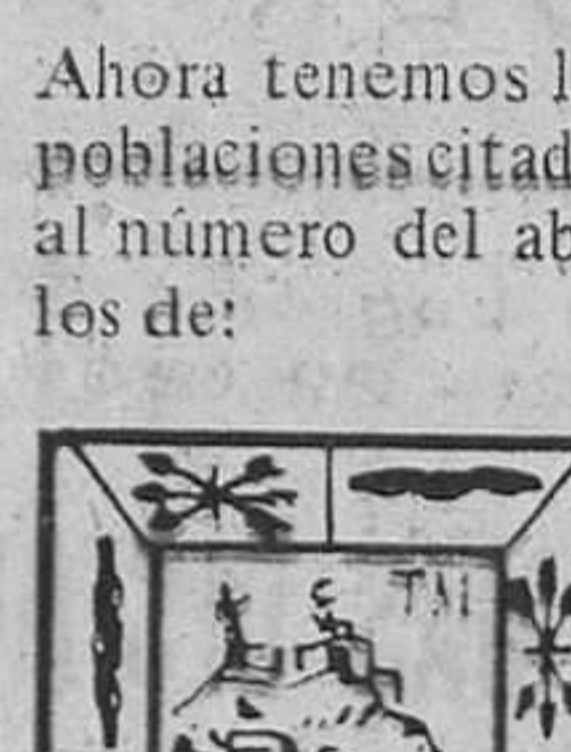 Ahora tenemos l
poblaciones citad
al número del ab
los de:
TM